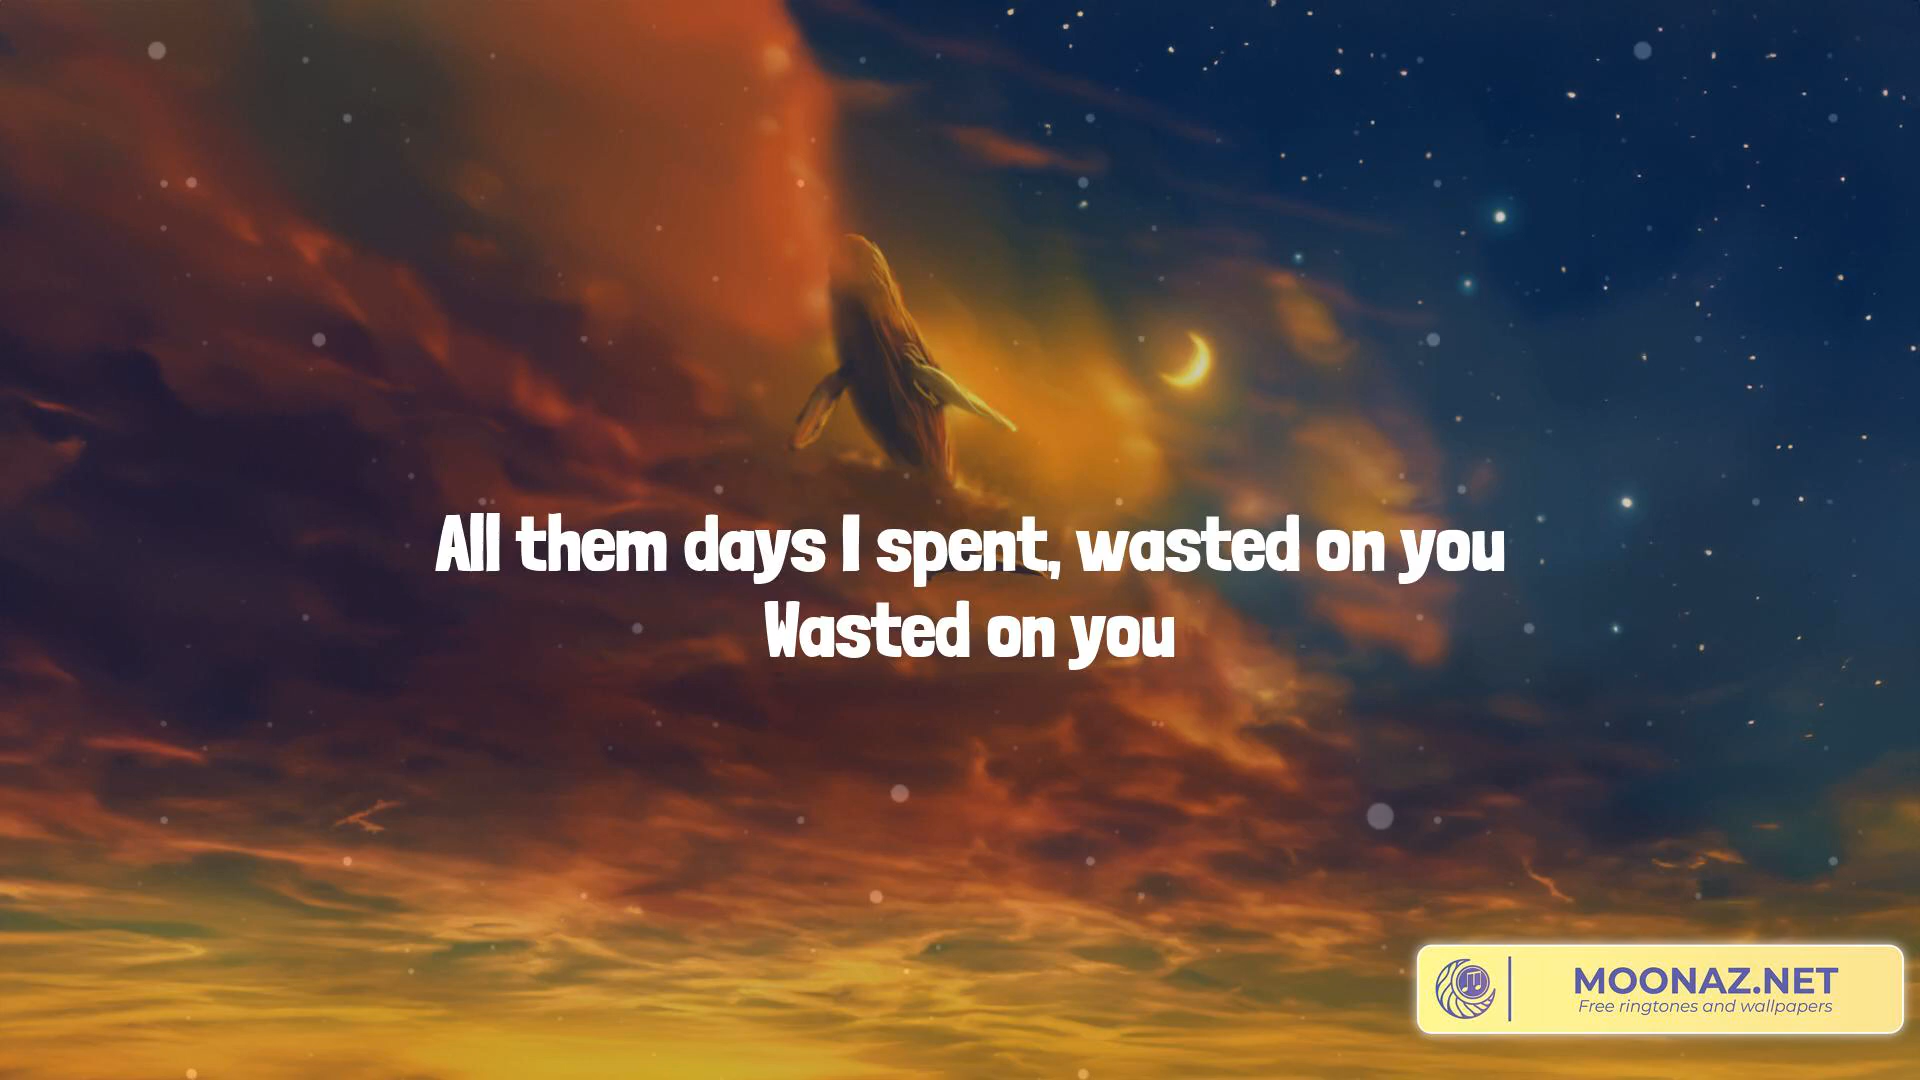 All them days I spent, wasted on you
Wasted on you
MOONAZ.NET
Free ringtones and wallpapers